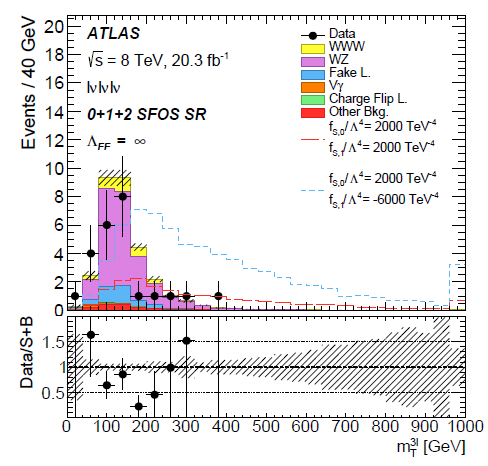 Events / 40 GeV
20
18
16
14
12
10
8
6
4
2
0
ATLAS
√s = 8 TeV, 20.3 fb⁻¹
lνlνlν
0+1+2 SFOS SR
Λ_FF = ∞
Data
WWW
WZ
Fake L.
Vγ
Charge Flip L.
Other Bkg.
f_S,0/Λ⁴= 2000 TeV⁻⁴
f_S,1/Λ⁴= 2000 TeV⁻⁴
f_S,0/Λ⁴= 2000 TeV⁻⁴
f_S,1/Λ⁴= -6000 TeV⁻⁴
Data/S+B
1.5
1
0.5
0 100 200 300 400 500 600 700 800 900 1000
m_T^3l [GeV]